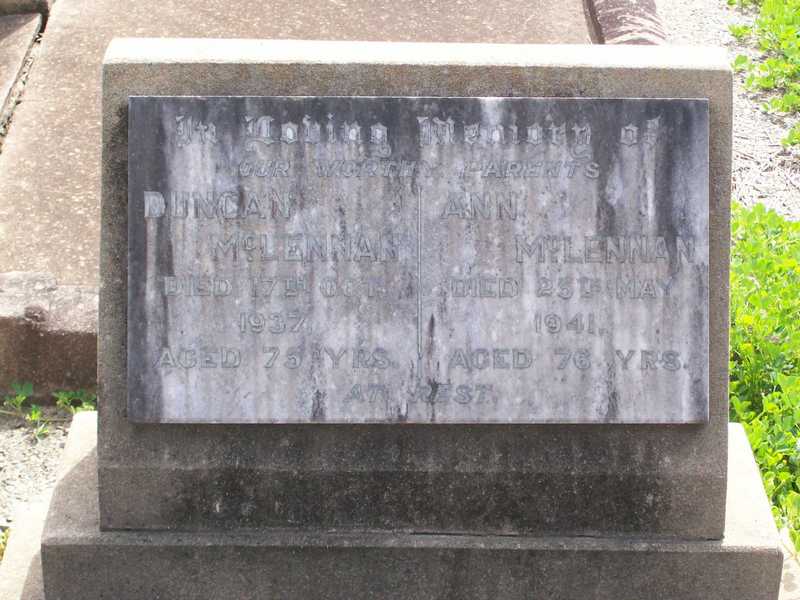 In Loving Memory of
OUR WORTHY PARENTS
DUNCAN
McLENNAN
DIED 17TH OCT.
1937.
AGED 75 YRS.
ANN
McLENNAN
DIED 25TH MAY
1941.
AGED 76 YRS.
AT REST.